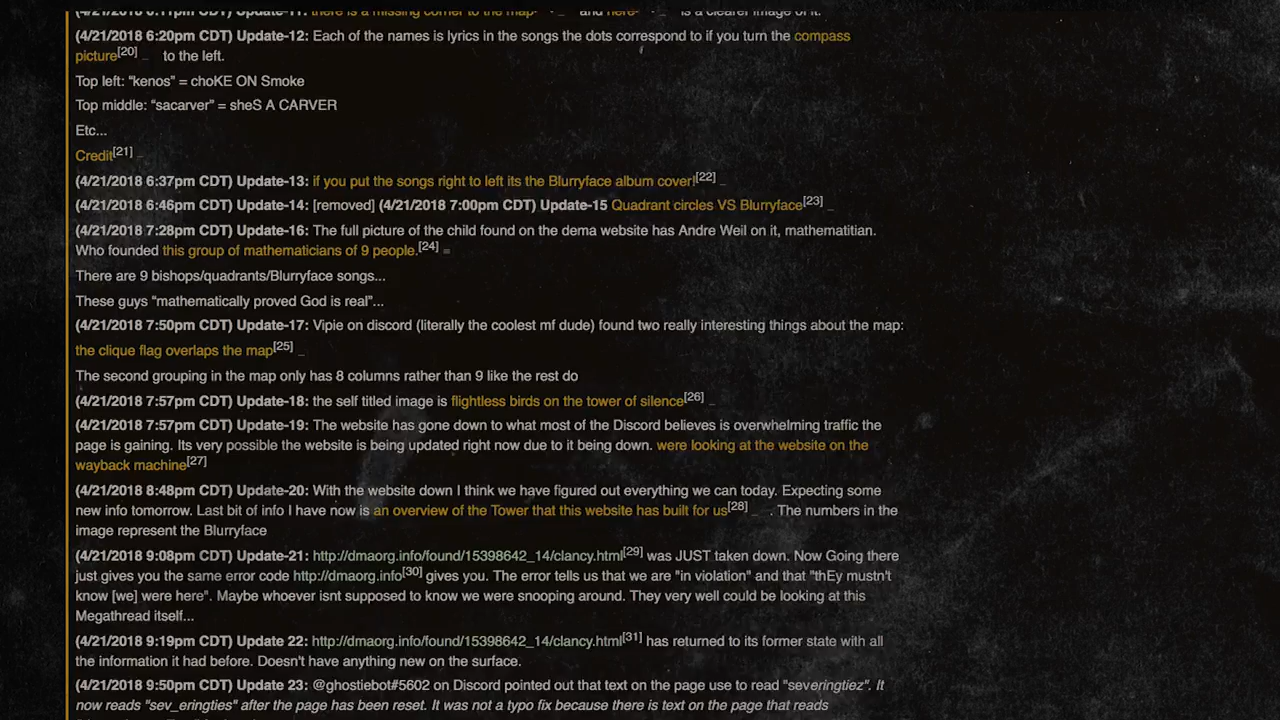 (4/21/2018 6:11pm CDT) Update-11: there is a missing corner to the map and here is a clearer image of it.
(4/21/2018 6:20pm CDT) Update-12: Each of the names is lyrics in the songs the dots correspond to if you turn the compass
picture[20] to the left.
Top left: “kenos” = choKE ON Smoke
Top middle: “sacarver” = sheS A CARVER
Etc...
Credit[21]
(4/21/2018 6:37pm CDT) Update-13: if you put the songs right to left its the Blurryface album cover![22]
(4/21/2018 6:46pm CDT) Update-14: [removed] (4/21/2018 7:00pm CDT) Update-15 Quadrant circles VS Blurryface[23]
(4/21/2018 7:28pm CDT) Update-16: The full picture of the child found on the dema website has Andre Weil on it, mathematitian.
Who founded this group of mathematicians of 9 people.[24]
There are 9 bishops/quadrants/Blurryface songs...
These guys “mathematically proved God is real”...
(4/21/2018 7:50pm CDT) Update-17: Vipie on discord (literally the coolest mf dude) found two really interesting things about the map:
the clique flag overlaps the map[25]
The second grouping in the map only has 8 columns rather than 9 like the rest do
(4/21/2018 7:57pm CDT) Update-18: the self titled image is flightless birds on the tower of silence[26]
(4/21/2018 7:57pm CDT) Update-19: The website has gone down to what most of the Discord believes is overwhelming traffic the
page is gaining. Its very possible the website is being updated right now due to it being down. were looking at the website on the
wayback machine[27]
(4/21/2018 8:48pm CDT) Update-20: With the website down I think we have figured out everything we can today. Expecting some
new info tomorrow. Last bit of info I have now is an overview of the Tower that this website has built for us[28] . The numbers in the
image represent the Blurryface
(4/21/2018 9:08pm CDT) Update-21: http://dmaorg.info/found/15398642_14/clancy.html[29] was JUST taken down. Now Going there
just gives you the same error code http://dmaorg.info[30] gives you. The error tells us that we are "in violation" and that "thEy mustn't
know [we] were here". Maybe whoever isnt supposed to know we were snooping around. They very well could be looking at this
Megathread itself...
(4/21/2018 9:19pm CDT) Update 22: http://dmaorg.info/found/15398642_14/clancy.html[31] has returned to its former state with all
the information it had before. Doesn't have anything new on the surface.
(4/21/2018 9:50pm CDT) Update 23: @ghostiebot#5602 on Discord pointed out that text on the page use to read "severingtiez". It
now reads "sev_eringties" after the page has been reset. It was not a typo fix because there is text on the page that reads